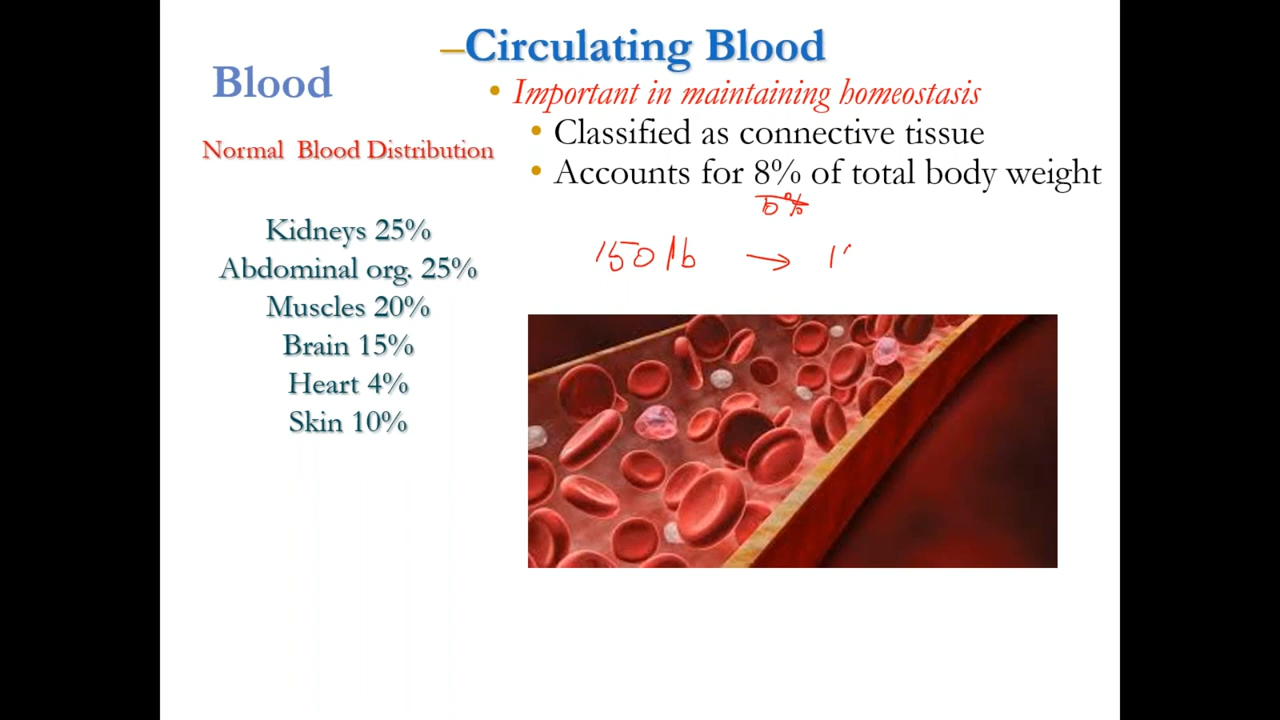 –Circulating Blood
Blood
• Important in maintaining homeostasis
• Classified as connective tissue
• Accounts for 8% of total body weight
Normal Blood Distribution
Kidneys 25%
Abdominal org. 25%
Muscles 20%
Brain 15%
Heart 4%
Skin 10%
150 lb →